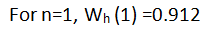 For n=1, Wₕ (1) =0.912